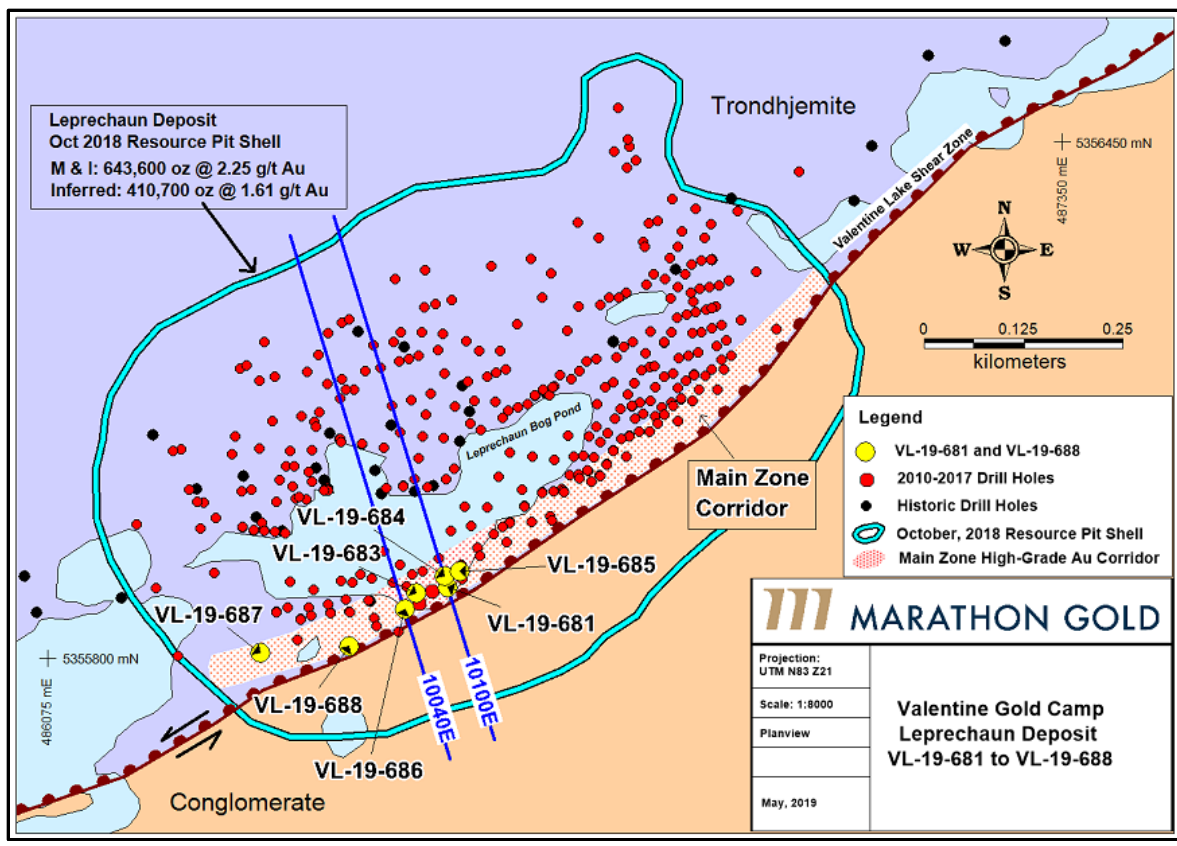 Leprechaun Deposit
Oct 2018 Resource Pit Shell
M & I: 643,600 oz @ 2.25 g/t Au
Inferred: 410,700 oz @ 1.61 g/t Au
Trondhjemite
Valentine Lake Shear Zone
5356450 mN
487350 mE
N
W E
S
0 0.125 0.25
kilometers
Leprechaun Bog Pond
Main Zone
Corridor
Legend
VL-19-681 and VL-19-688
2010-2017 Drill Holes
Historic Drill Holes
October, 2018 Resource Pit Shell
Main Zone High-Grade Au Corridor
VL-19-684
VL-19-683
VL-19-685
VL-19-687
VL-19-681
5355800 mN
486075 mE
VL-19-688
10040E
10100E
VL-19-686
Conglomerate
MARATHON GOLD
Projection:
UTM N83 Z21
Scale: 1:8000
Planview
May, 2019
Valentine Gold Camp
Leprechaun Deposit
VL-19-681 to VL-19-688